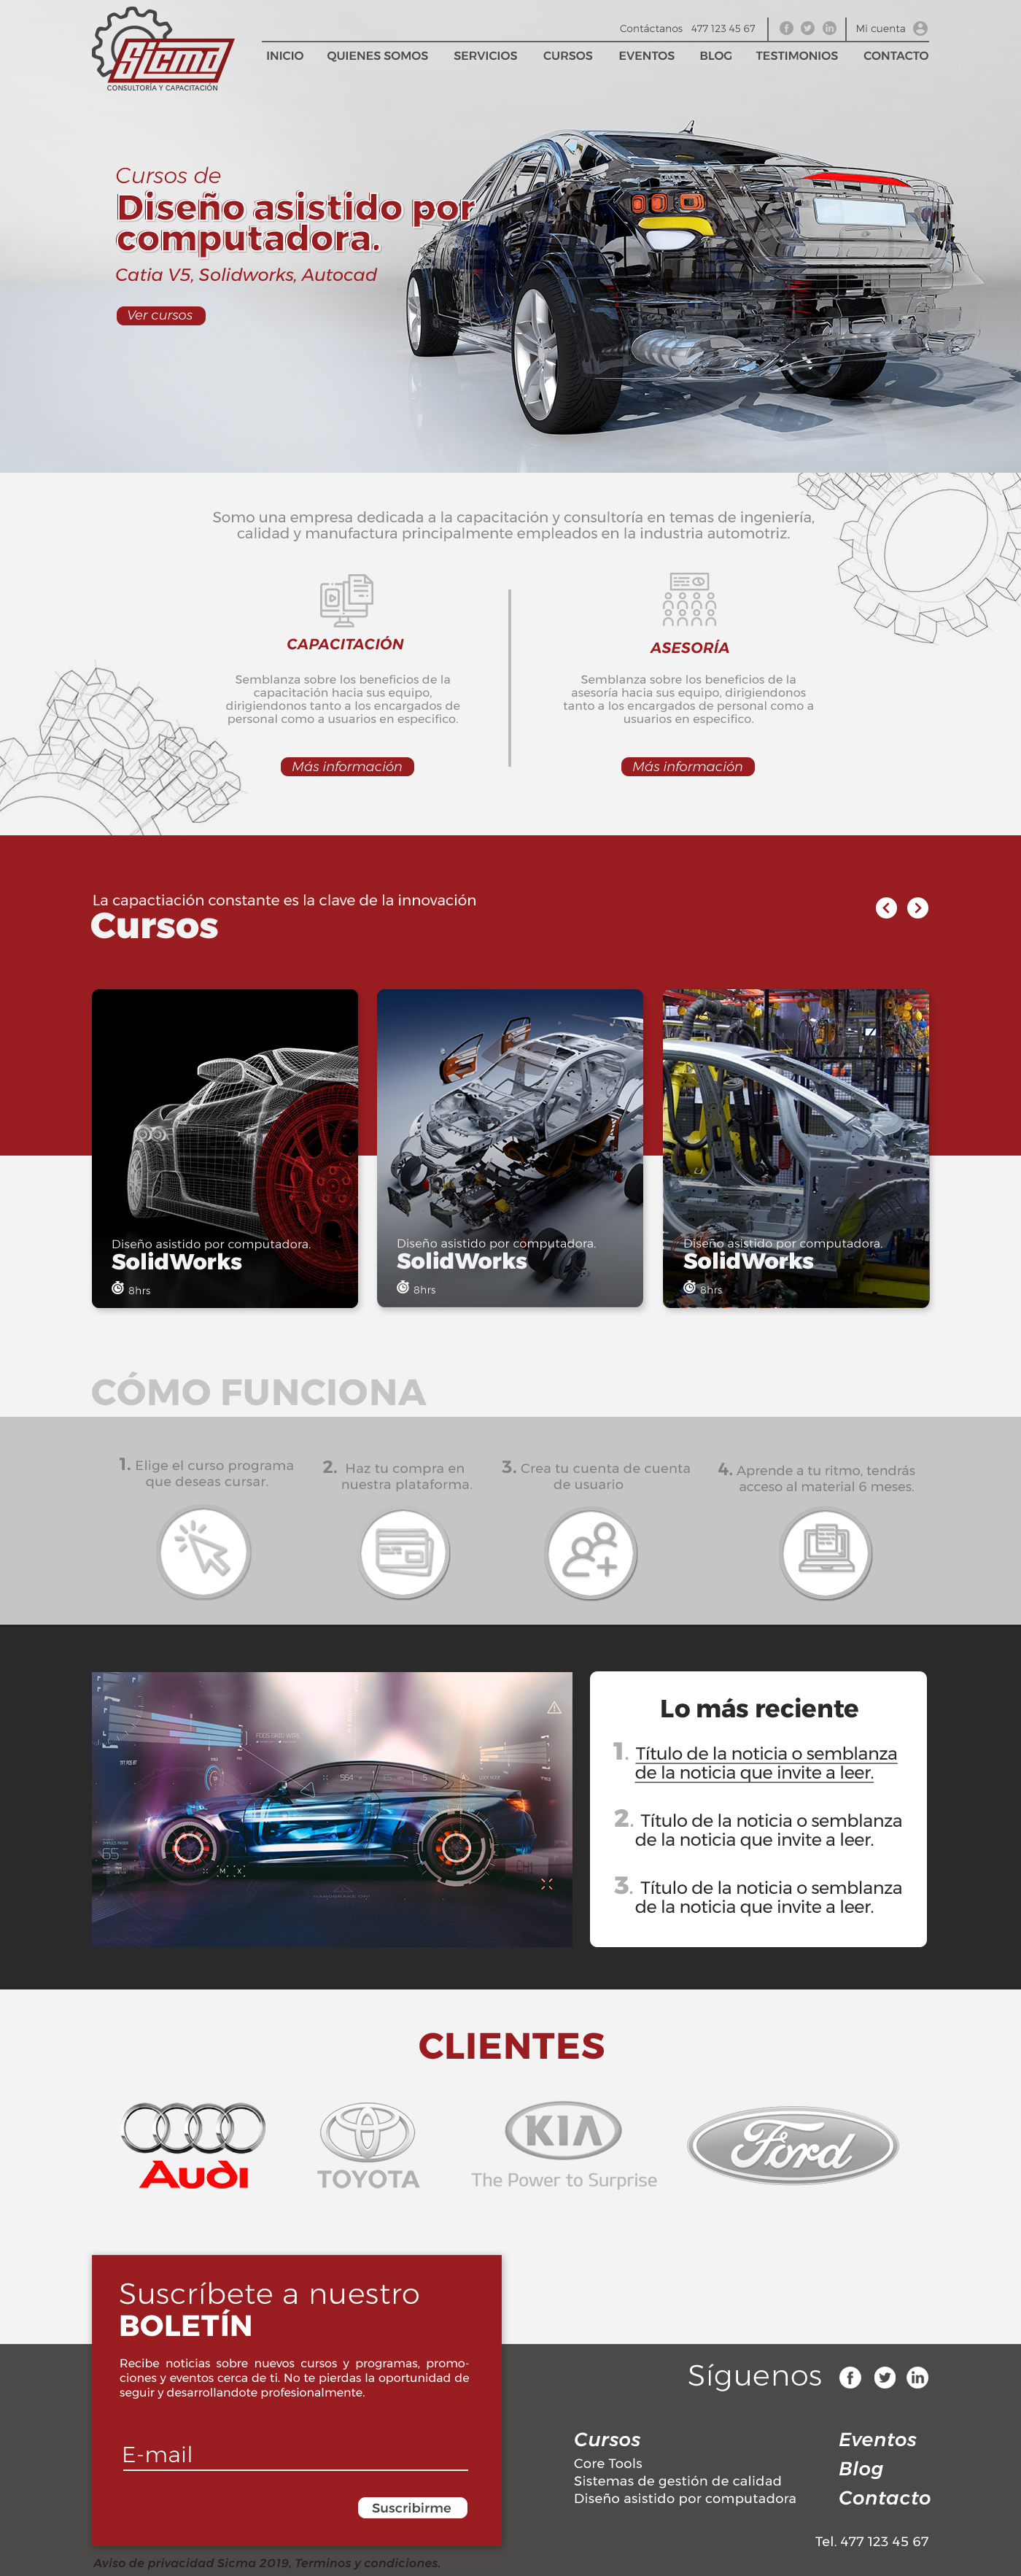 Contáctanos 477 123 45 67
Mi cuenta
Sicma
CONSULTORÍA Y CAPACITACIÓN
INICIO QUIENES SOMOS SERVICIOS CURSOS EVENTOS BLOG TESTIMONIOS CONTACTO
Cursos de
Diseño asistido por
computadora.
Catia V5, Solidworks, Autocad
Ver cursos
Somo una empresa dedicada a la capacitación y consultoría en temas de ingeniería,
calidad y manufactura principalmente empleados en la industria automotriz.
CAPACITACIÓN
Semblanza sobre los beneficios de la
capacitación hacia sus equipo,
dirigiendonos tanto a los encargados de
personal como a usuarios en especifico.
Más información
ASESORÍA
Semblanza sobre los beneficios de la
asesoría hacia sus equipo, dirigiendonos
tanto a los encargados de personal como a
usuarios en especifico.
Más información
La capactiación constante es la clave de la innovación
Cursos
Diseño asistido por computadora.
SolidWorks
8hrs
Diseño asistido por computadora.
SolidWorks
8hrs
Diseño asistido por computadora.
SolidWorks
8hrs
CÓMO FUNCIONA
1. Elige el curso programa
que deseas cursar.
2. Haz tu compra en
nuestra plataforma.
3. Crea tu cuenta de cuenta
de usuario
4. Aprende a tu ritmo, tendrás
acceso al material 6 meses.
564
65
M X
Lo más reciente
1. Título de la noticia o semblanza
de la noticia que invite a leer.
2. Título de la noticia o semblanza
de la noticia que invite a leer.
3. Título de la noticia o semblanza
de la noticia que invite a leer.
CLIENTES
Audi
TOYOTA
KIA
The Power to Surprise
Ford
Suscríbete a nuestro
BOLETÍN
Recibe noticias sobre nuevos cursos y programas, promo-
ciones y eventos cerca de ti. No te pierdas la oportunidad de
seguir y desarrollandote profesionalmente.
E-mail
Suscribirme
Síguenos
Cursos
Core Tools
Sistemas de gestión de calidad
Diseño asistido por computadora
Eventos
Blog
Contacto
Tel. 477 123 45 67
Aviso de privacidad Sicma 2019, Terminos y condiciones.